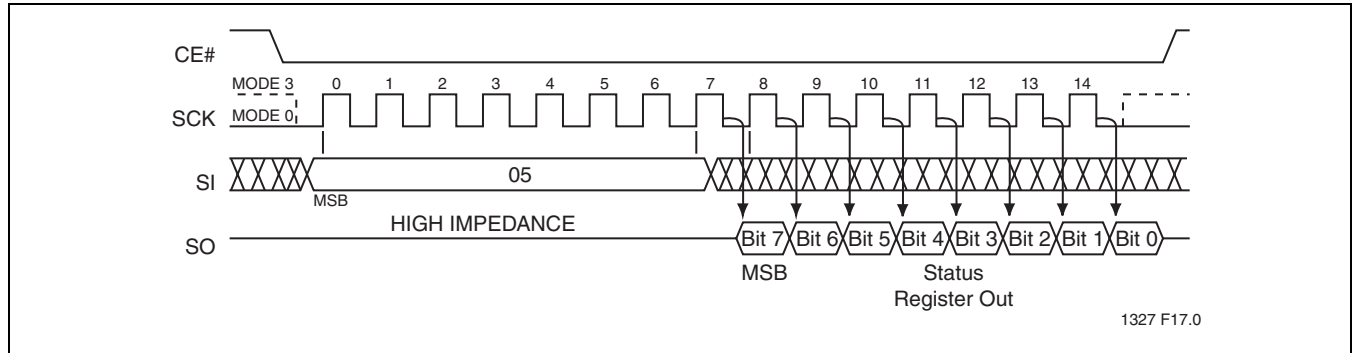 CE#
MODE 3 0 1 2 3 4 5 6 7 8 9 10 11 12 13 14
SCK MODE 0
SI 05
MSB
HIGH IMPEDANCE
SO Bit 7 Bit 6 Bit 5 Bit 4 Bit 3 Bit 2 Bit 1 Bit 0
MSB Status
Register Out
1327 F17.0